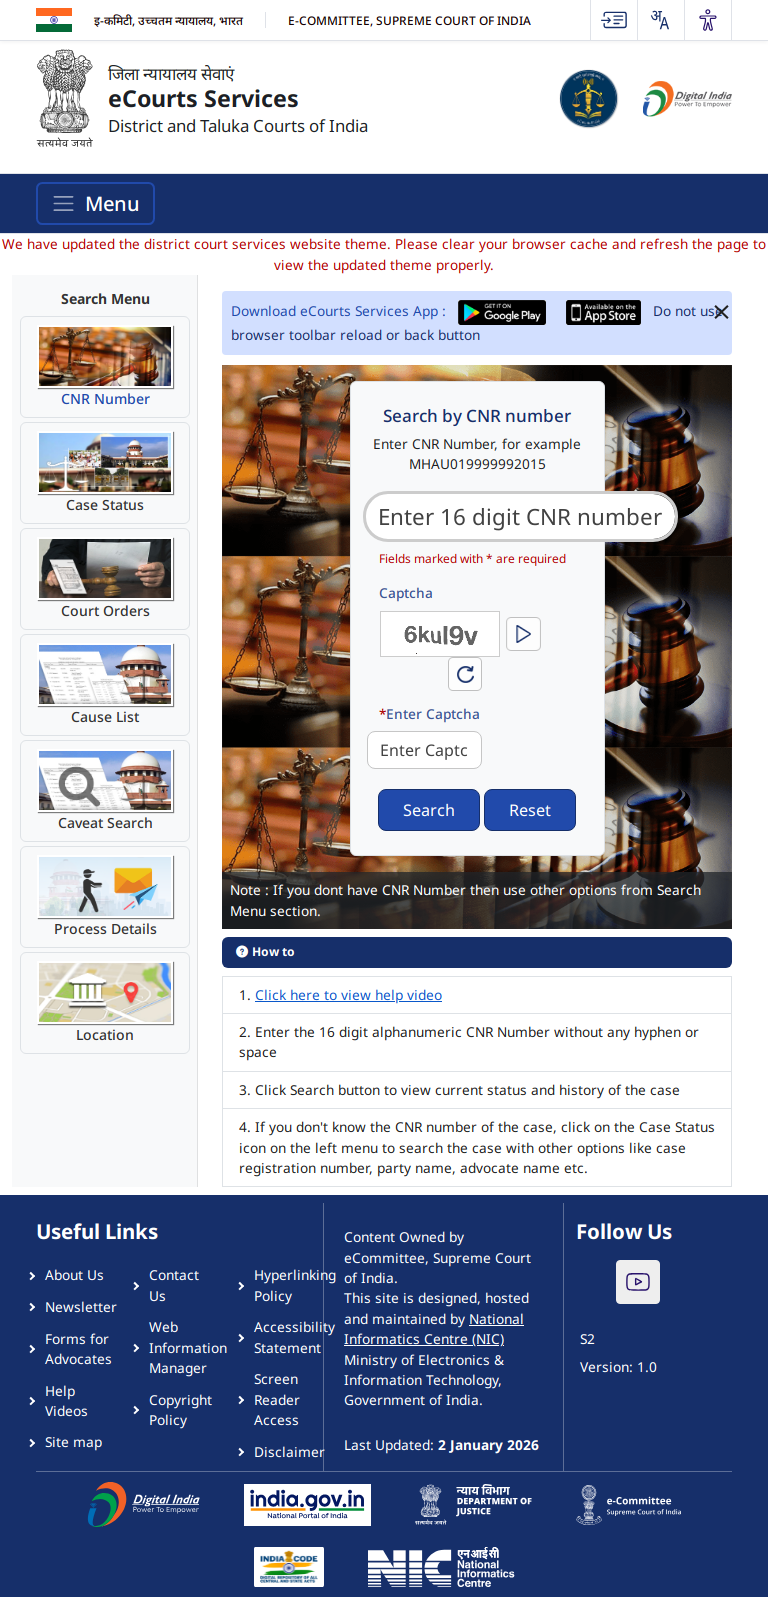 इ-कमिटी, उच्चतम न्यायालय, भारत
E-COMMITTEE, SUPREME COURT OF INDIA
अ A
जिला न्यायालय सेवाएं
eCourts Services
District and Taluka Courts of India
सत्यमेव जयते
Digital India
Power To Empower
Menu
We have updated the district court services website theme. Please clear your browser cache and refresh the page to
view the updated theme properly.
Search Menu
CNR Number
Case Status
Court Orders
Cause List
Caveat Search
Process Details
Location
Download eCourts Services App :
GET IT ON
Google Play
Available on the
App Store
Do not use
browser toolbar reload or back button
Search by CNR number
Enter CNR Number, for example
MHAU019999992015
Enter 16 digit CNR number
Fields marked with * are required
Captcha
6kul9v
*Enter Captcha
Enter Captc
Search
Reset
Note : If you dont have CNR Number then use other options from Search
Menu section.
How to
1. Click here to view help video
2. Enter the 16 digit alphanumeric CNR Number without any hyphen or
space
3. Click Search button to view current status and history of the case
4. If you don't know the CNR number of the case, click on the Case Status
icon on the left menu to search the case with other options like case
registration number, party name, advocate name etc.
Useful Links
About Us
Newsletter
Forms for
Advocates
Help
Videos
Site map
Contact
Us
Web
Information
Manager
Copyright
Policy
Hyperlinking
Policy
Accessibility
Statement
Screen
Reader
Access
Disclaimer
Content Owned by
eCommittee, Supreme Court
of India.
This site is designed, hosted
and maintained by National
Informatics Centre (NIC)
Ministry of Electronics &
Information Technology,
Government of India.
Last Updated: 2 January 2026
Follow Us
S2
Version: 1.0
Digital India
Power To Empower
india.gov.in
National Portal of India
सत्यमेव जयते
न्याय विभाग
DEPARTMENT OF
JUSTICE
e-Committee
Supreme Court of India
INDIA CODE
DIGITAL REPOSITORY OF ALL
CENTRAL AND STATE ACTS
NIC
एनआईसी
National
Informatics
Centre